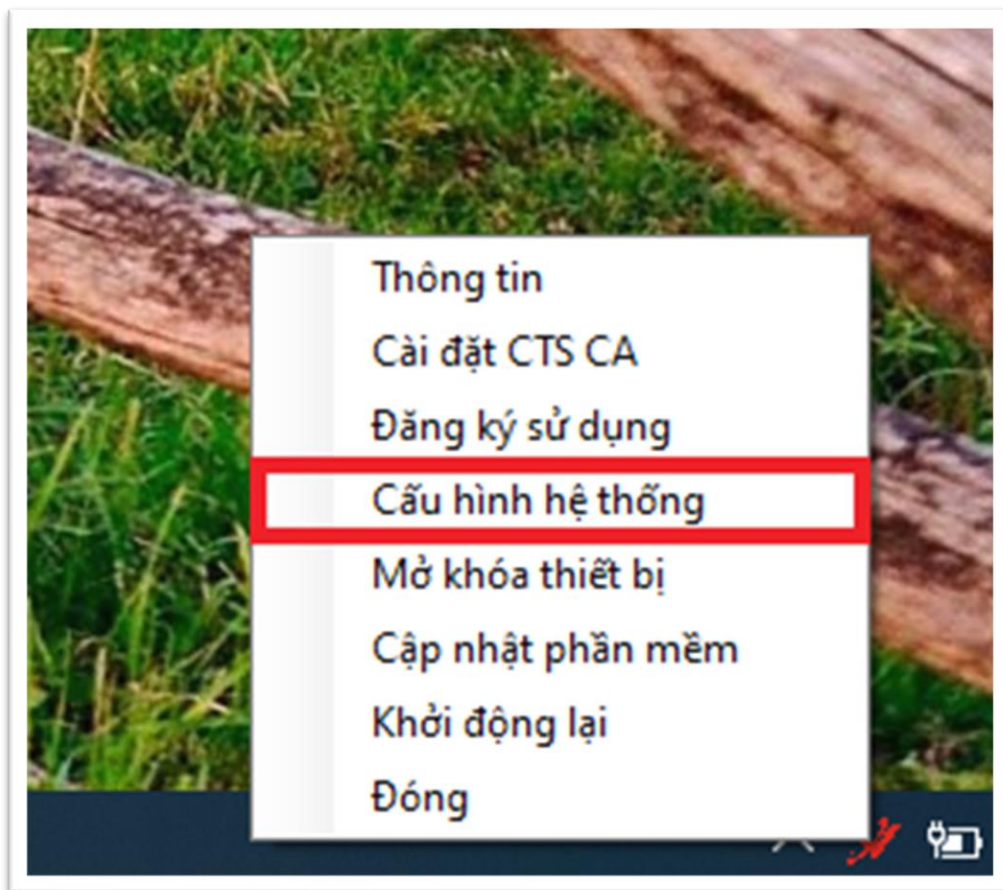 Thông tin
Cài đặt CTS CA
Đăng ký sử dụng
Cấu hình hệ thống
Mở khóa thiết bị
Cập nhật phần mềm
Khởi động lại
Đóng